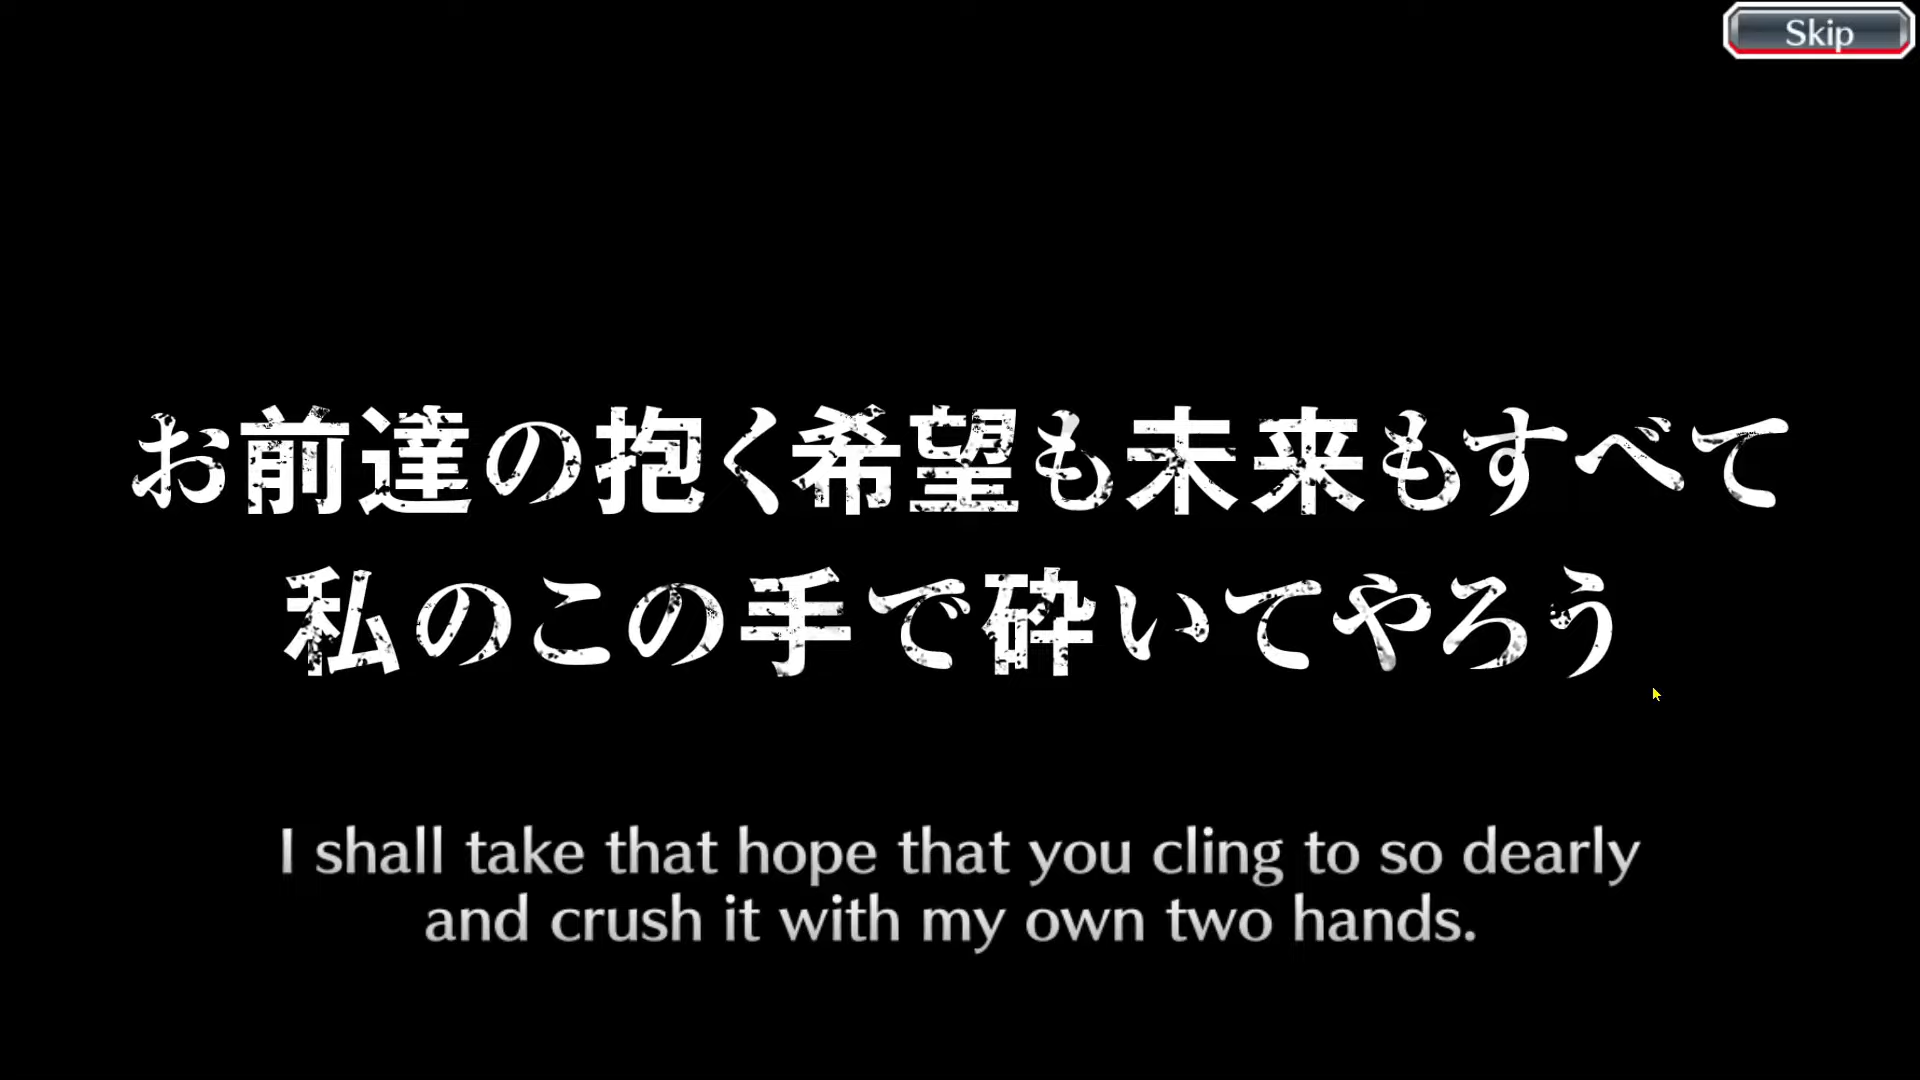 Skip
お前達の抱く希望も未来もすべて
私のこの手で砕いてやろう
I shall take that hope that you cling to so dearly
and crush it with my own two hands.